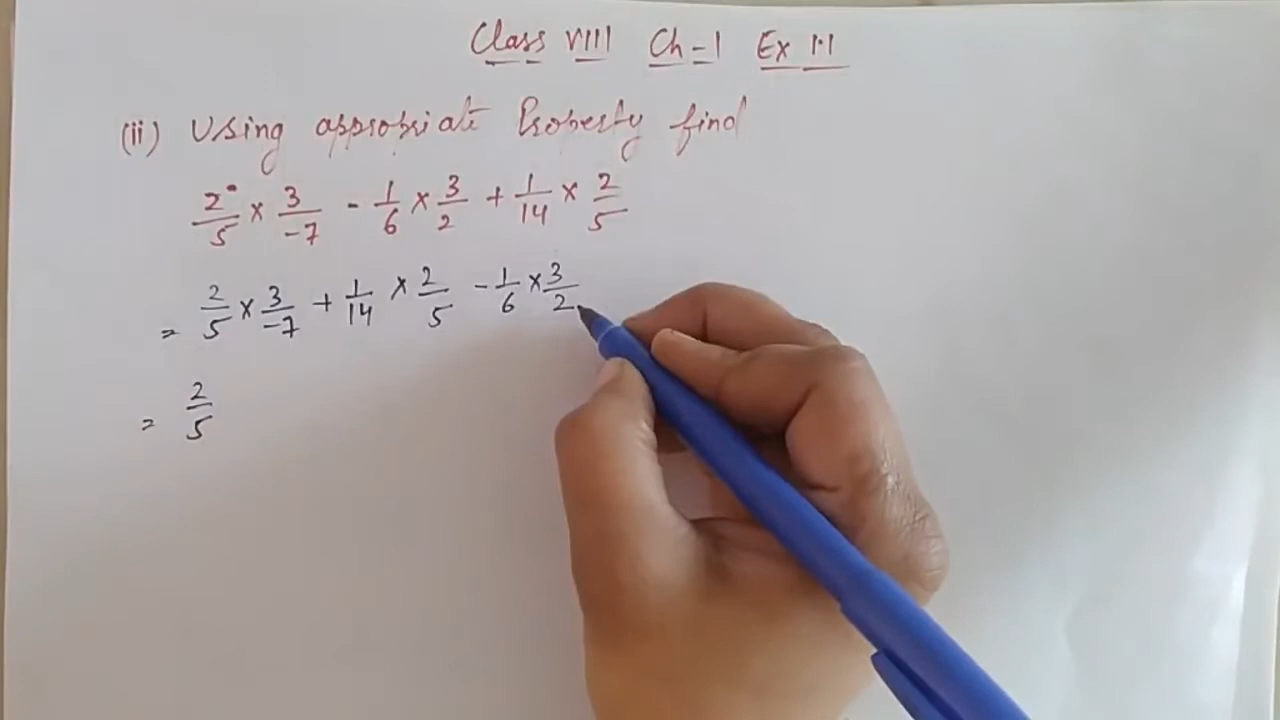 Class VIII Ch-1 Ex 1.1
(ii) Using appropriate Property find
2/5 × 3/-7 - 1/6 × 3/2 + 1/14 × 2/5
= 2/5 × 3/-7 + 1/14 × 2/5 - 1/6 × 3/2
= 2/5